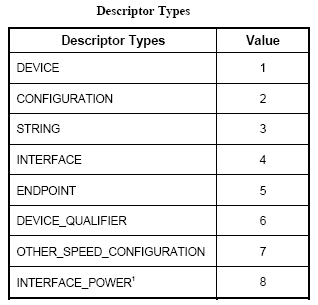 Descriptor Types
Descriptor Types Value
DEVICE 1
CONFIGURATION 2
STRING 3
INTERFACE 4
ENDPOINT 5
DEVICE_QUALIFIER 6
OTHER_SPEED_CONFIGURATION 7
INTERFACE_POWER¹ 8